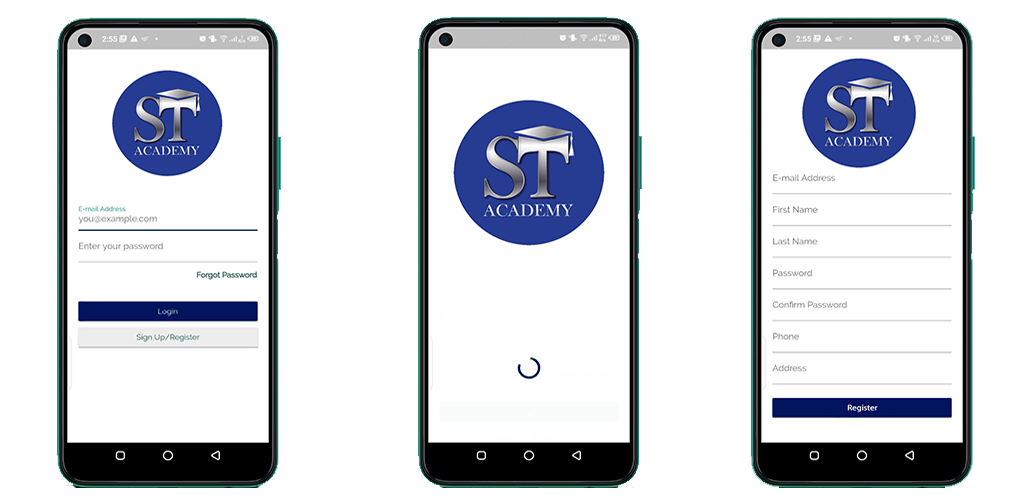 2:55
ST
ACADEMY
E-mail Address
you@example.com
Enter your password
Forgot Password
Login
Sign Up/Register
ST
ACADEMY
2:55
ST
ACADEMY
E-mail Address
First Name
Last Name
Password
Confirm Password
Phone
Address
Register